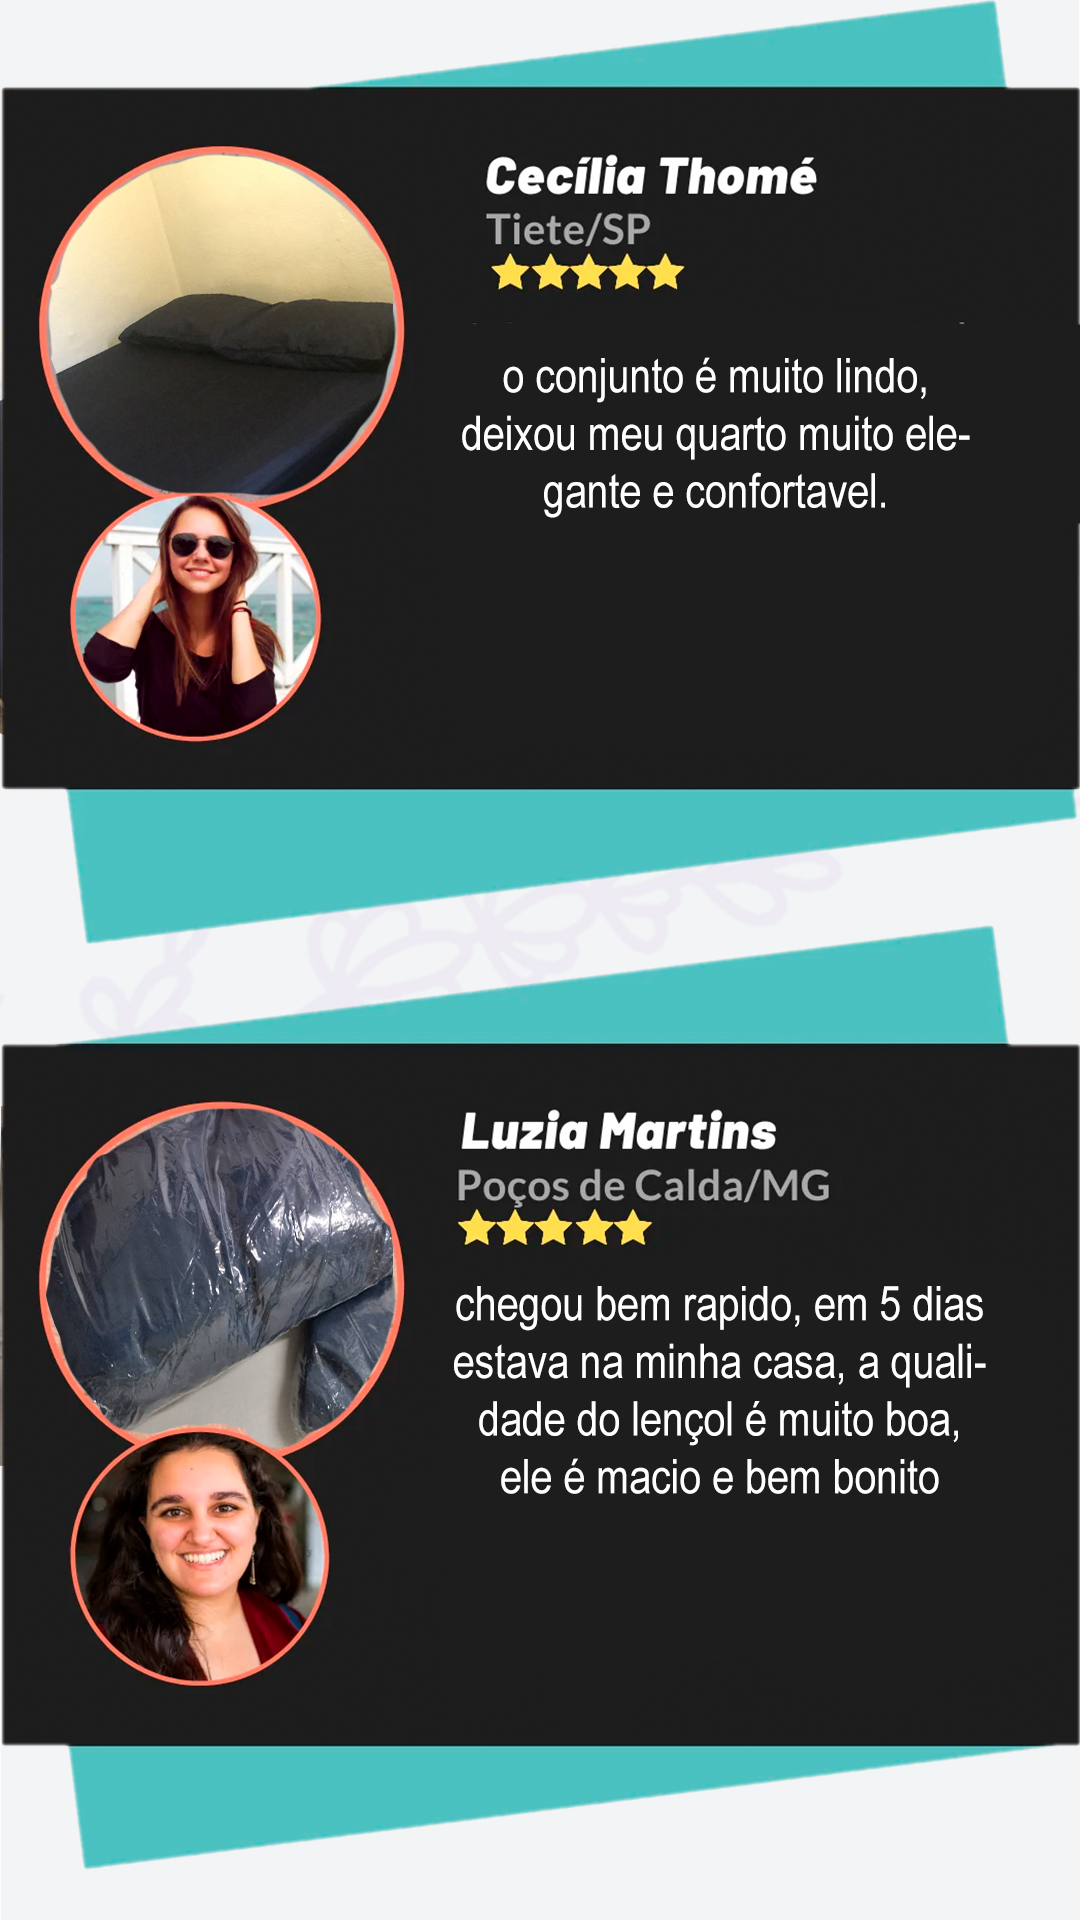 Cecília Thomé
Tiete/SP
o conjunto é muito lindo,
deixou meu quarto muito ele-
gante e confortavel.
Luzia Martins
Poços de Calda/MG
chegou bem rapido, em 5 dias
estava na minha casa, a quali-
dade do lençol é muito boa,
ele é macio e bem bonito